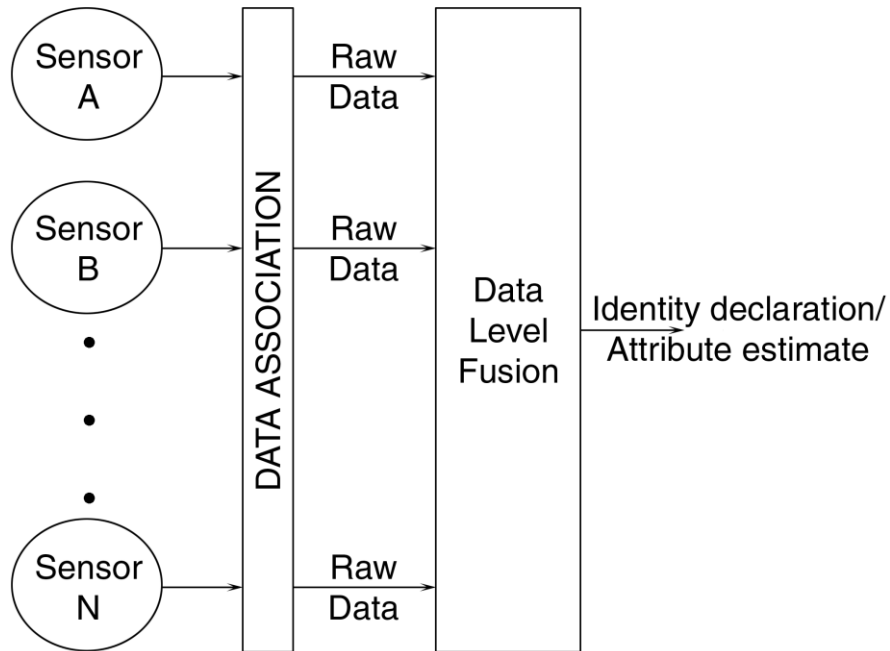 Sensor
A
Raw
Data
Sensor
B
Raw
Data
DATA ASSOCIATION
Data
Level
Fusion
Identity declaration/
Attribute estimate
Sensor
N
Raw
Data